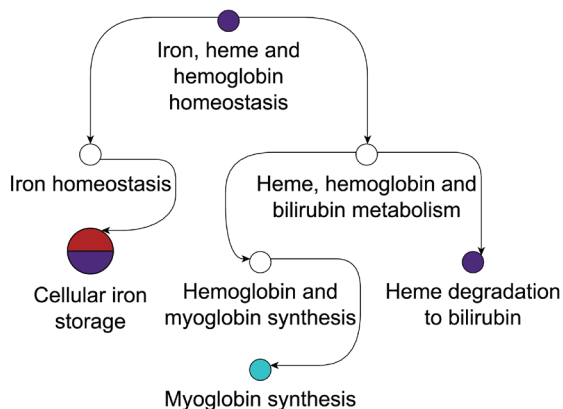 Iron, heme and
hemoglobin
homeostasis
Iron homeostasis
Heme, hemoglobin and
bilirubin metabolism
Cellular iron
storage
Hemoglobin and
myoglobin synthesis
Heme degradation
to bilirubin
Myoglobin synthesis